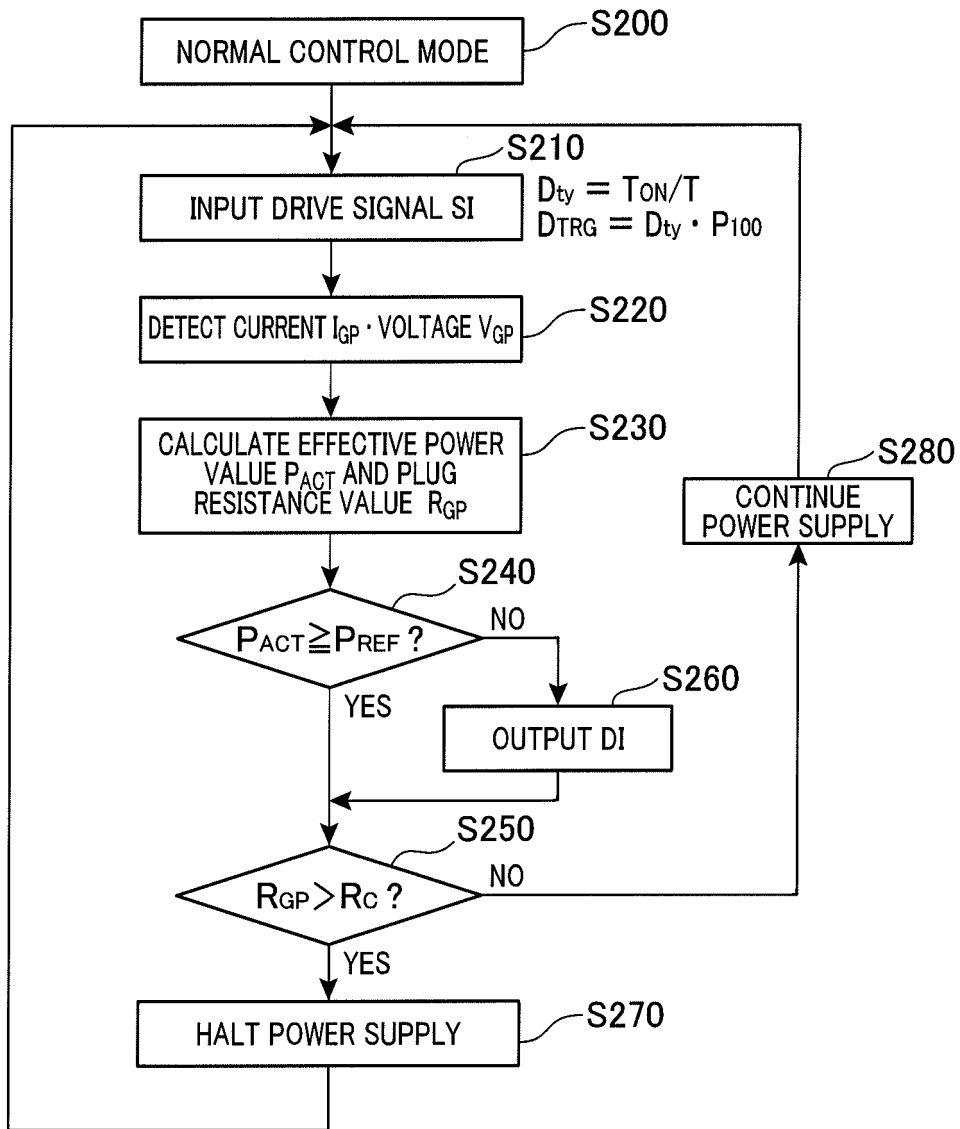 NORMAL CONTROL MODE
S200
S210
INPUT DRIVE SIGNAL SI
Dty = TON/T
DTRG = Dty · P100
DETECT CURRENT IGP · VOLTAGE VGP
S220
CALCULATE EFFECTIVE POWER
VALUE PACT AND PLUG
RESISTANCE VALUE RGP
S230
S280
CONTINUE
POWER SUPPLY
S240
PACT≧PREF ?
NO
YES
S260
OUTPUT DI
S250
RGP>RC ?
NO
YES
HALT POWER SUPPLY
S270